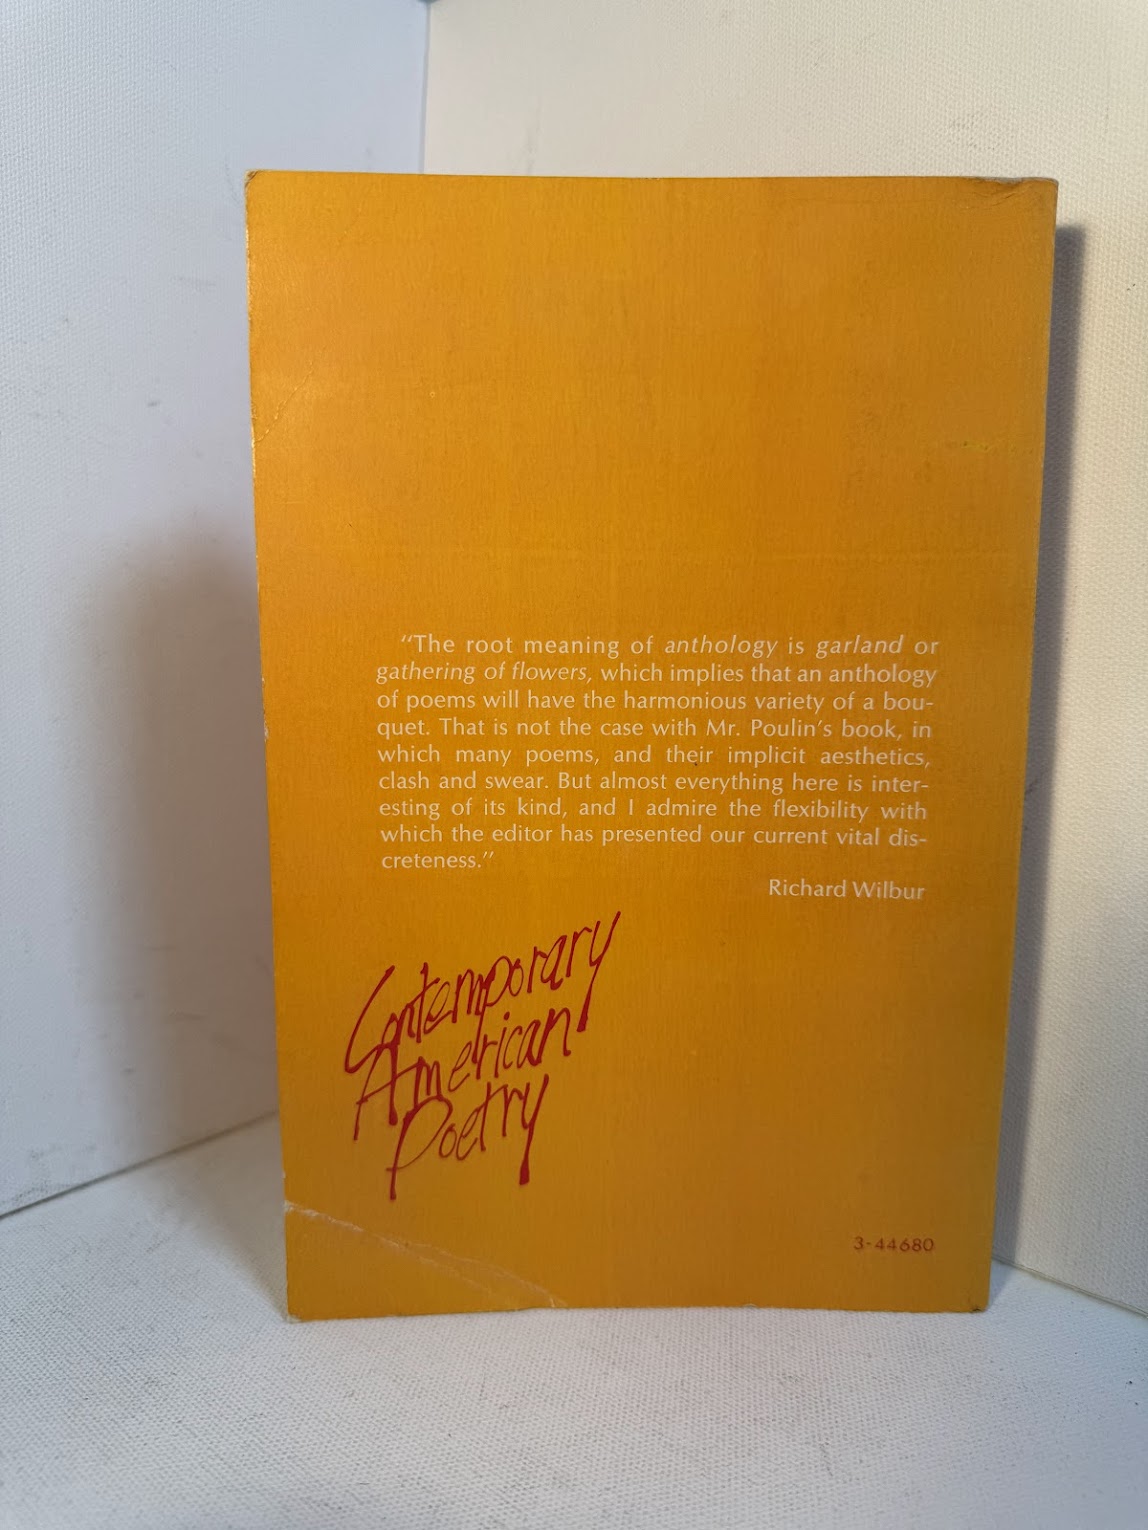 “The root meaning of anthology is garland or
gathering of flowers, which implies that an anthology
of poems will have the harmonious variety of a bou-
quet. That is not the case with Mr. Poulin’s book, in
which many poems, and their implicit aesthetics,
clash and swear. But almost everything here is inter-
esting of its kind, and I admire the flexibility with
which the editor has presented our current vital dis-
creteness.”
Richard Wilbur
Contemporary
American
Poetry
3-44680